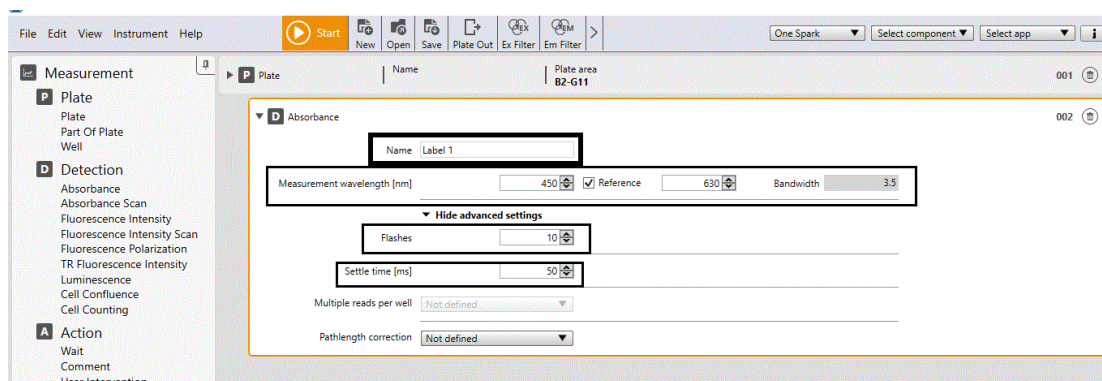 File Edit View Instrument Help
Start
New Open Save Plate Out Ex Filter Em Filter
EX EM
One Spark Select component Select app i
Measurement
P Plate
Plate
Part Of Plate
Well
D Detection
Absorbance
Absorbance Scan
Fluorescence Intensity
Fluorescence Intensity Scan
Fluorescence Polarization
TR Fluorescence Intensity
Luminescence
Cell Confluence
Cell Counting
A Action
Wait
Comment
User Intervention
P Plate Name Plate area 001
B2-G11
D Absorbance 002
Name Label 1
Measurement wavelength [nm] 450 Reference 630 Bandwidth 3.5
Hide advanced settings
Flashes 10
Settle time [ms] 50
Multiple reads per well Not defined
Pathlength correction Not defined